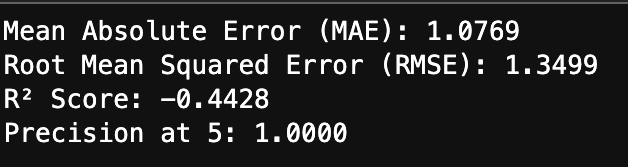 Mean Absolute Error (MAE): 1.0769
Root Mean Squared Error (RMSE): 1.3499
R² Score: -0.4428
Precision at 5: 1.0000